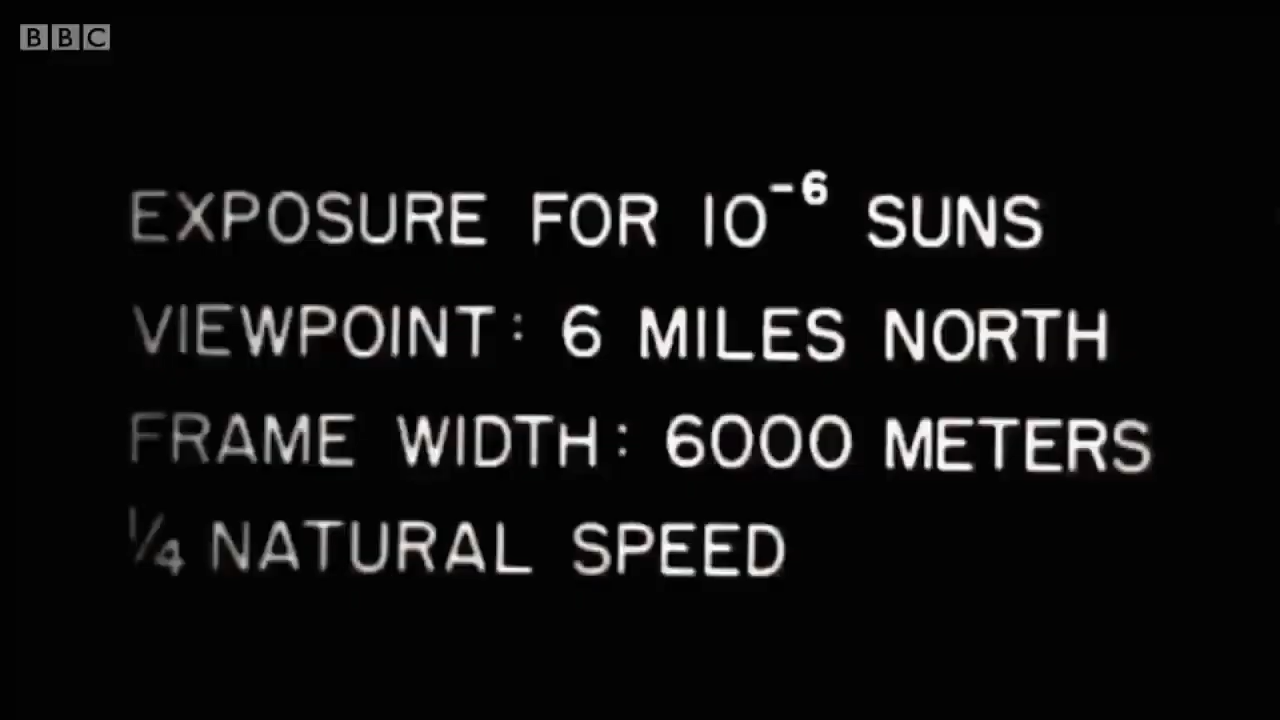 BBC
EXPOSURE FOR 10⁻⁶ SUNS
VIEWPOINT: 6 MILES NORTH
FRAME WIDTH: 6000 METERS
¼ NATURAL SPEED